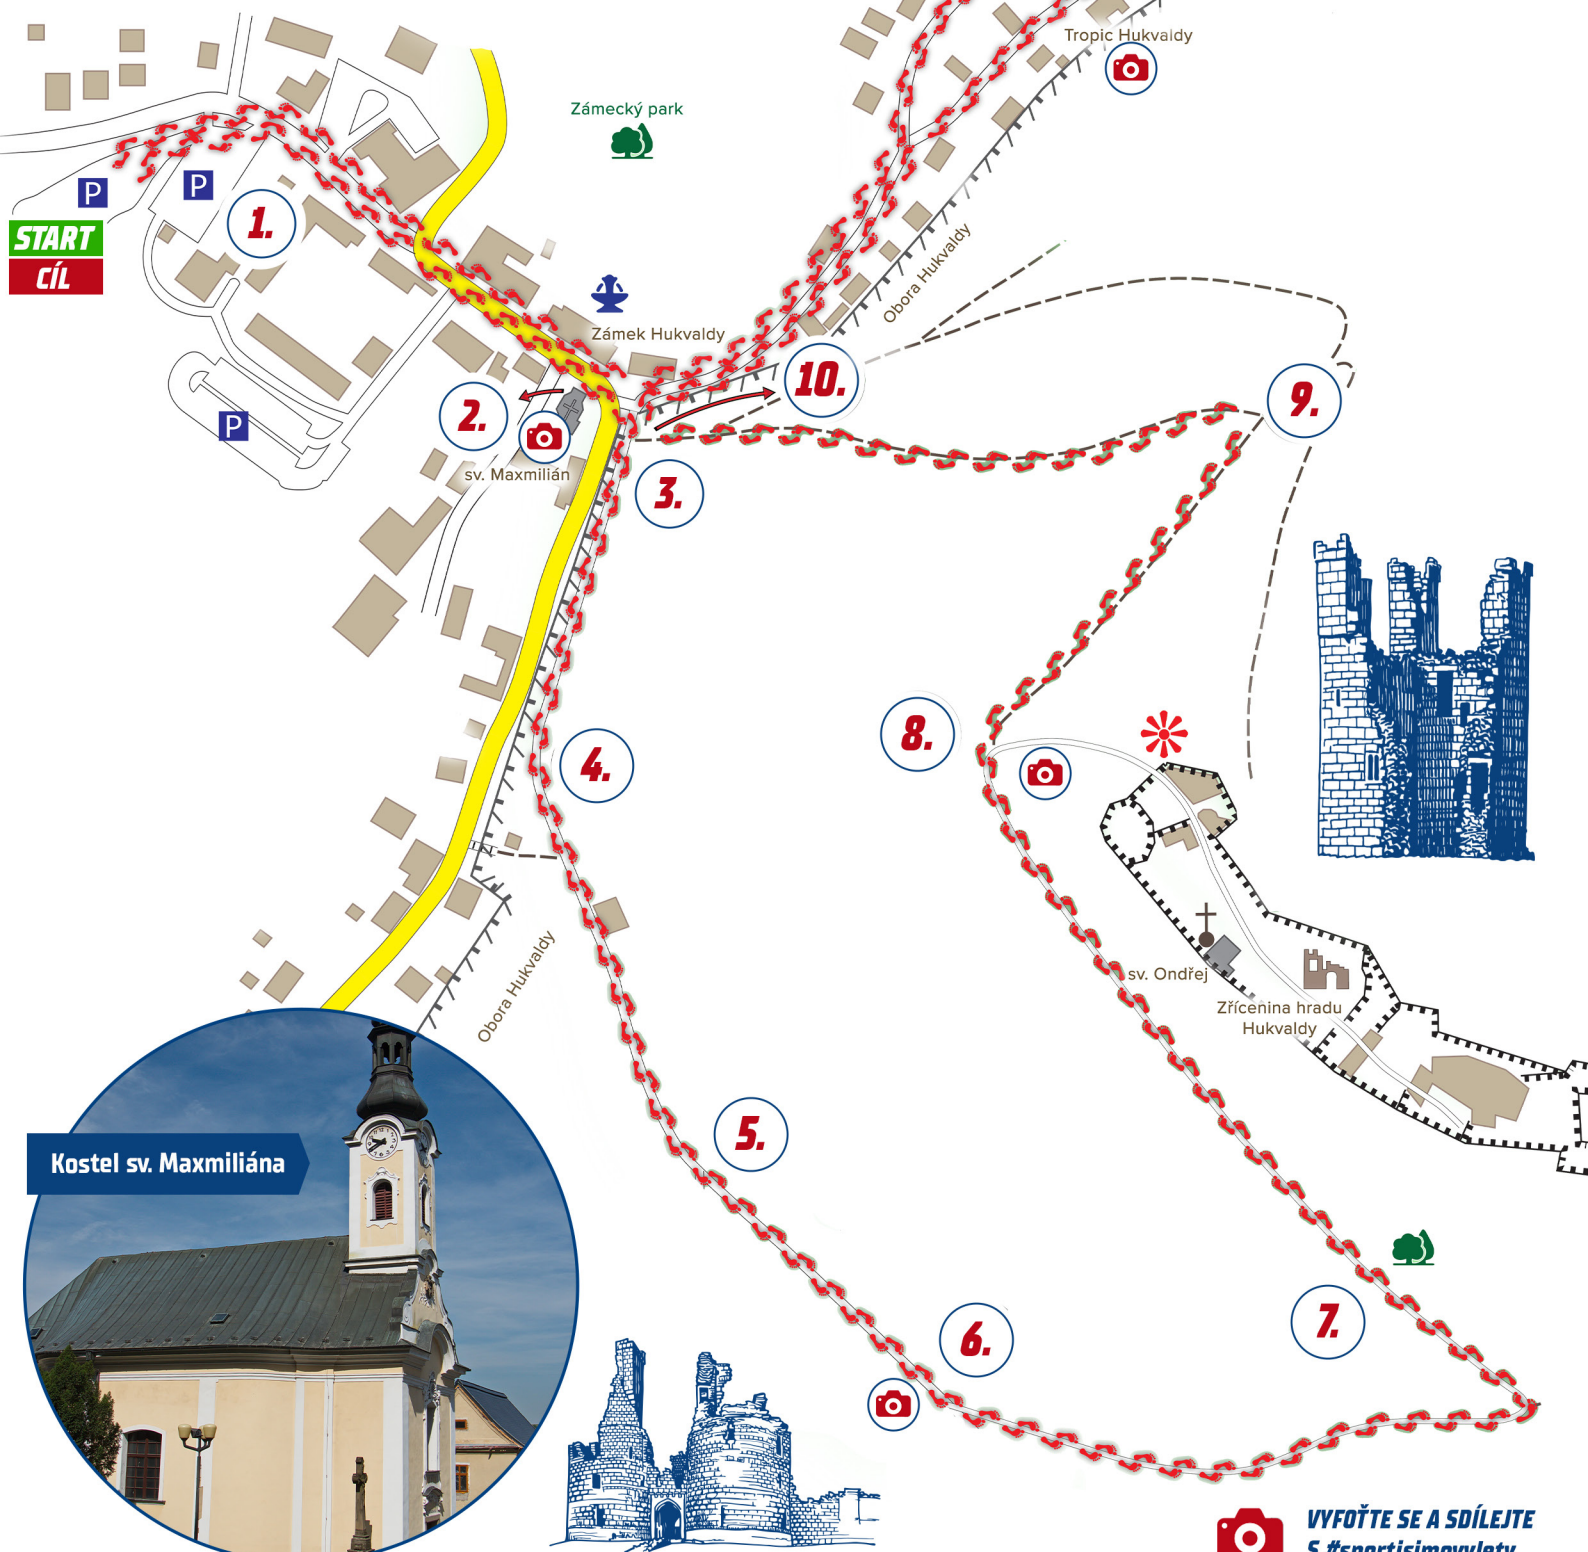 Tropic Hukvaldy
Zámecký park
P
P
START
CÍL
1.
Obora Hukvaldy
Zámek Hukvaldy
10.
9.
2.
P
sv. Maxmilián
3.
8.
4.
Obora Hukvaldy
sv. Ondřej
Zřícenina hradu
Hukvaldy
5.
Kostel sv. Maxmiliána
7.
6.
VYFOŤTE SE A SDÍLEJTE
S #sportisimovylety